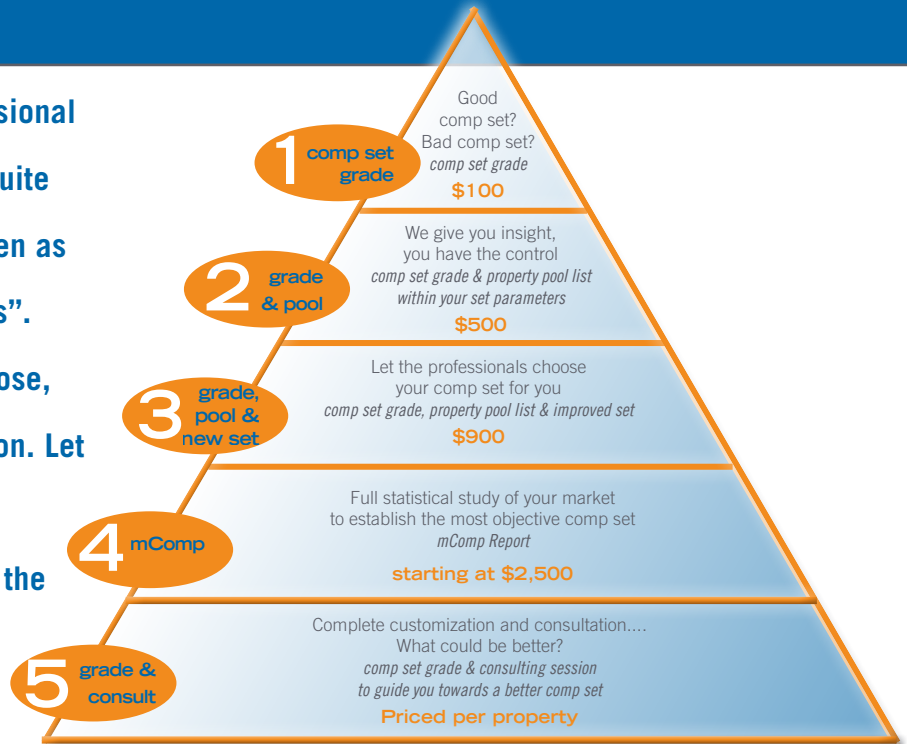 sional
uite
en as
s”.
ose,
on. Let
the
1 comp set
grade
Good
comp set?
Bad comp set?
comp set grade
$100
2 grade
& pool
We give you insight,
you have the control
comp set grade & property pool list
within your set parameters
$500
3 grade,
pool &
new set
Let the professionals choose
your comp set for you
comp set grade, property pool list & improved set
$900
4 mComp
Full statistical study of your market
to establish the most objective comp set
mComp Report
starting at $2,500
5 grade &
consult
Complete customization and consultation....
What could be better?
comp set grade & consulting session
to guide you towards a better comp set
Priced per property